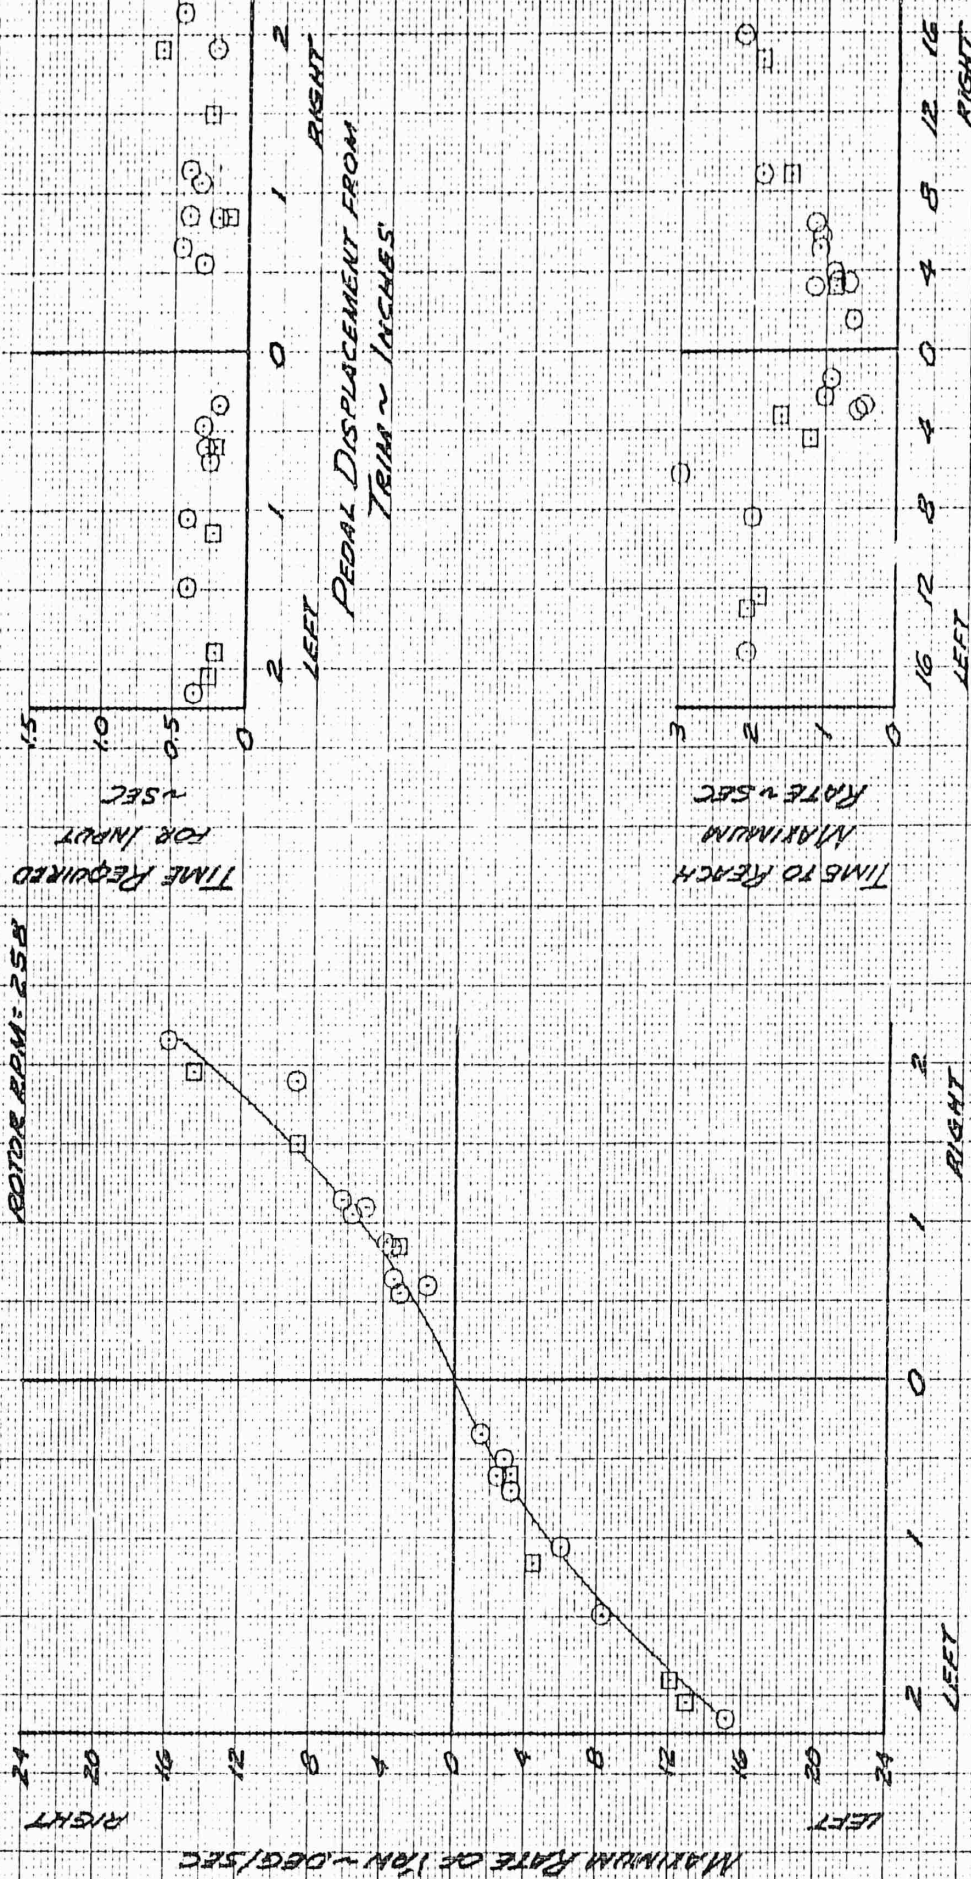 ROTOR RPM = 258
MAXIMUM RATE OF YAW ~ DEG/SEC
RIGHT
LEFT
24
20
16
12
8
4
0
4
8
12
16
20
24
2 1 0 1 2
LEFT RIGHT
TIME REQUIRED
FOR INPUT
~ SEC
1.5
1.0
0.5
0
2 1 0 1 2
LEFT RIGHT
PEDAL DISPLACEMENT FROM
TRIM ~ INCHES
TIME TO REACH
MAXIMUM
RATE ~ SEC
3
2
1
0
16 12 8 4 0 4 8 12 16
LEFT RIGHT